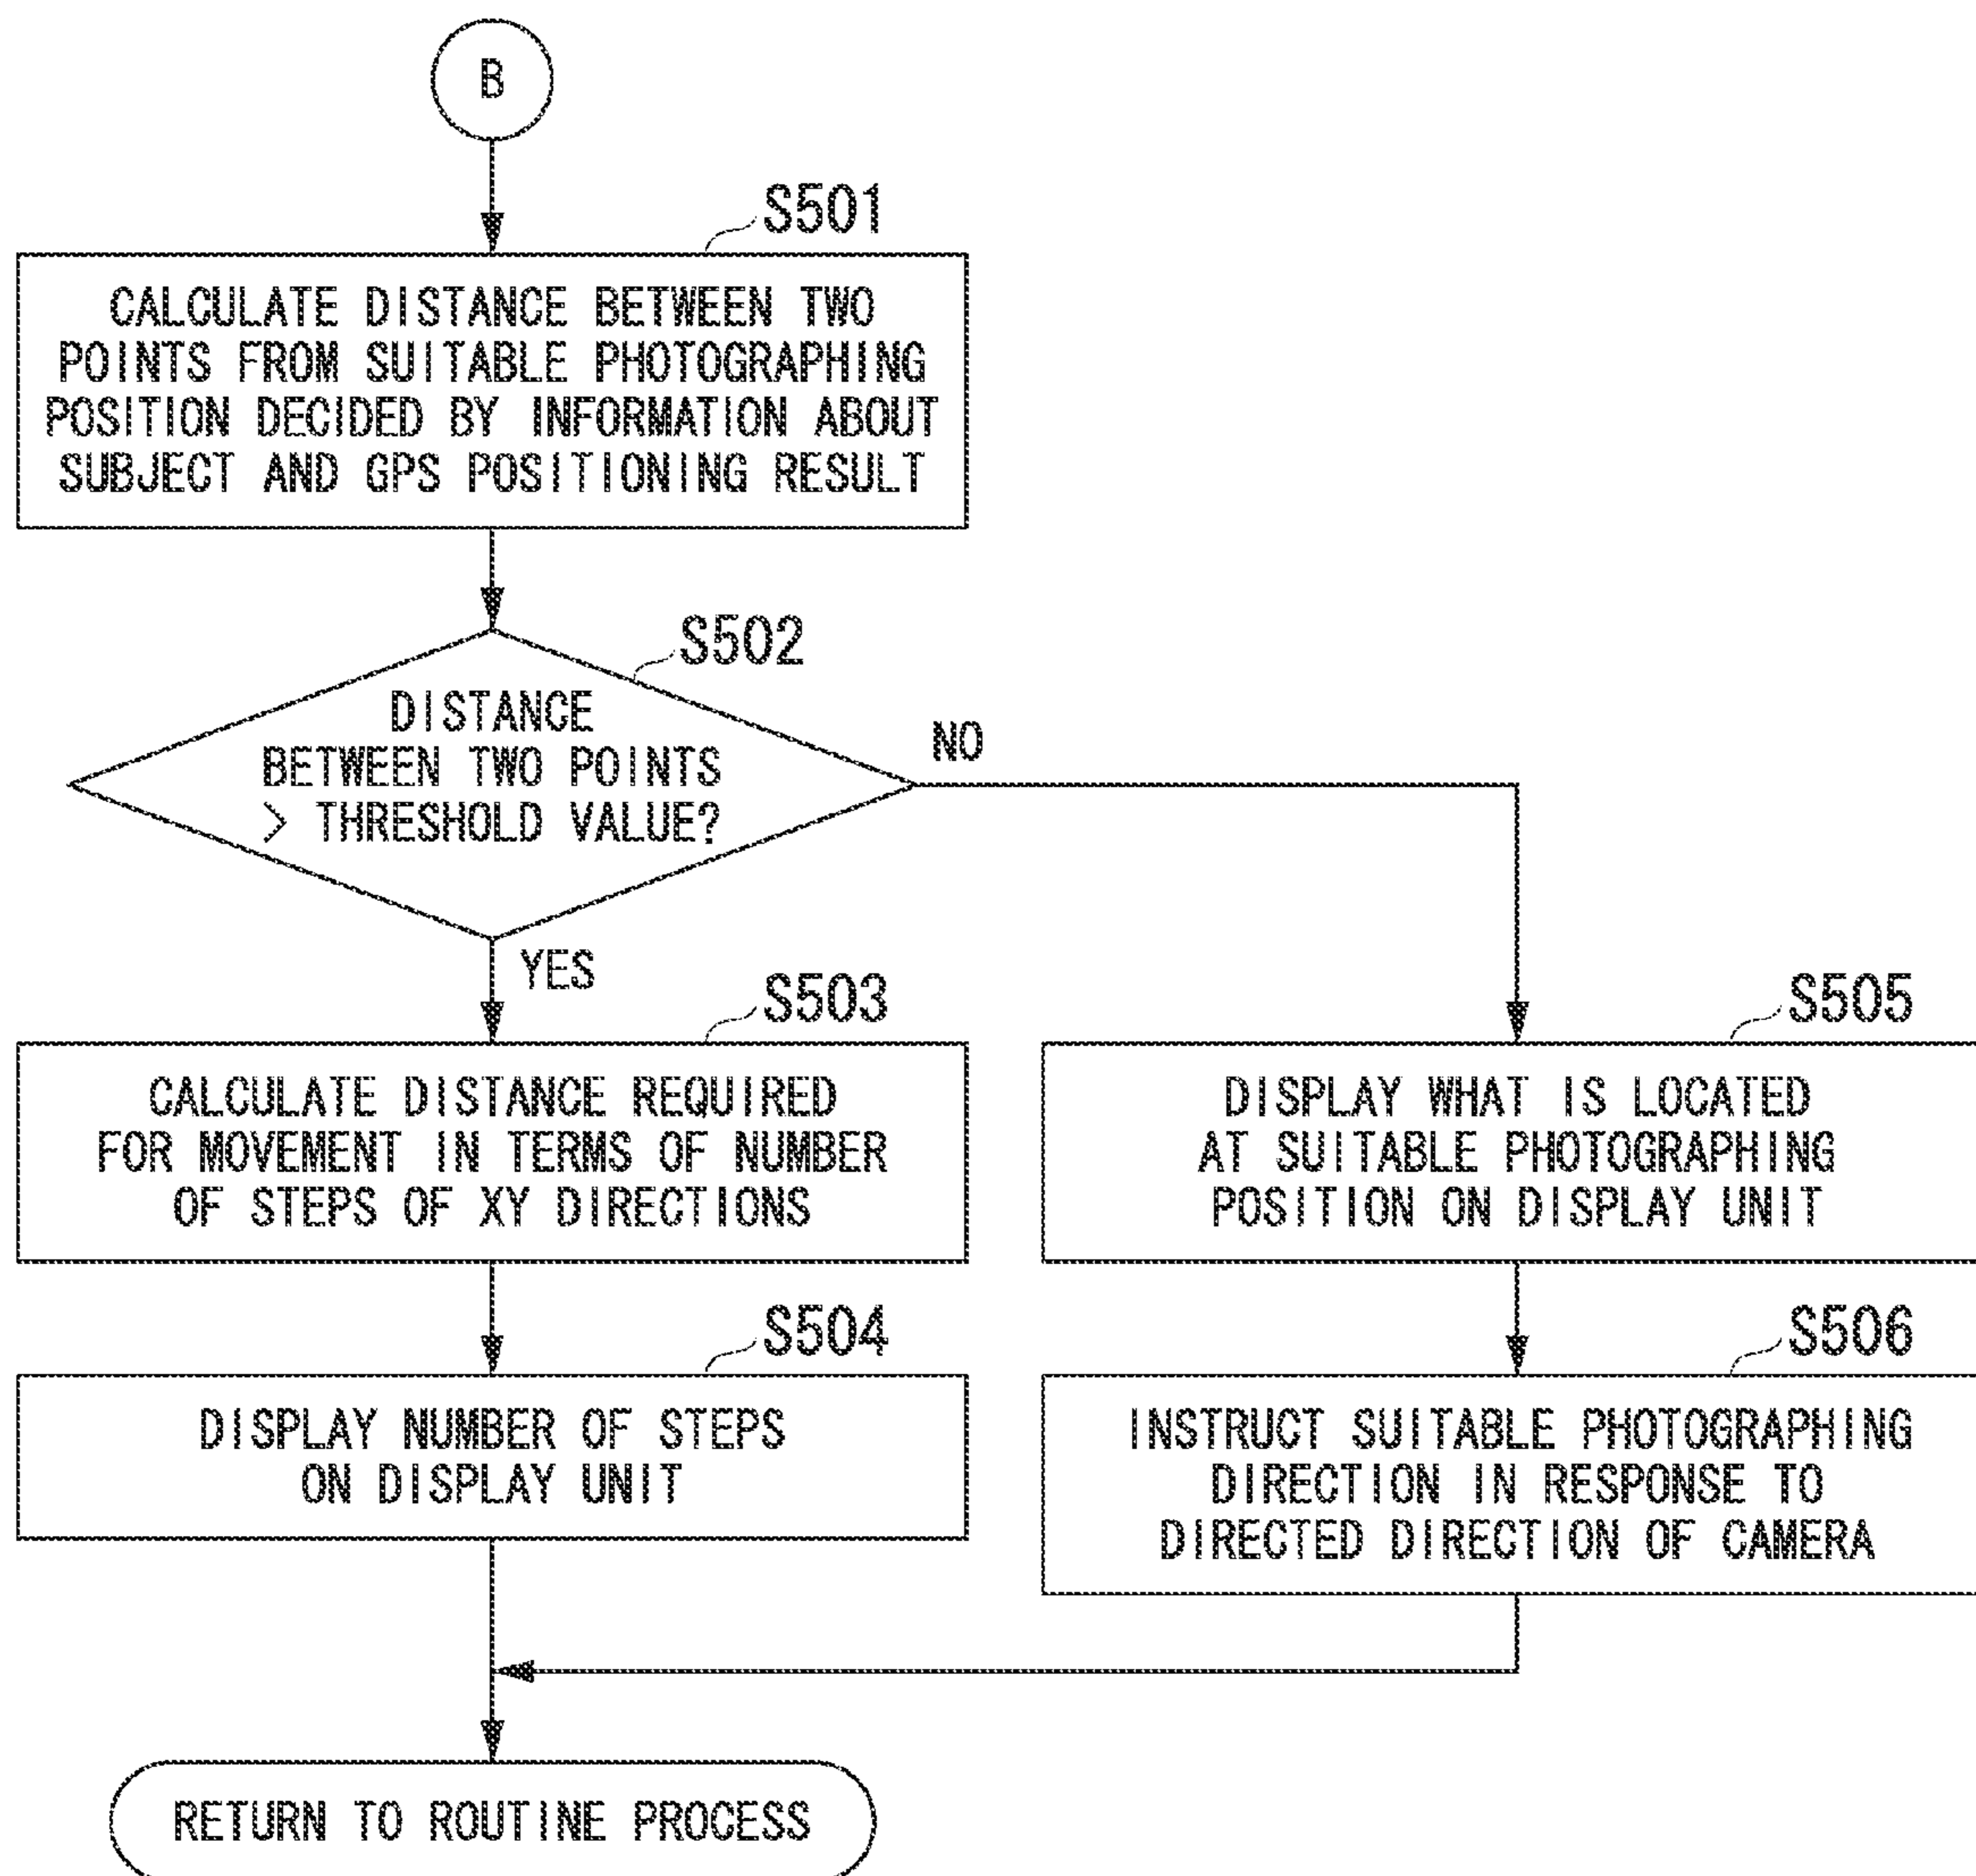 B
S501
CALCULATE DISTANCE BETWEEN TWO
POINTS FROM SUITABLE PHOTOGRAPHING
POSITION DECIDED BY INFORMATION ABOUT
SUBJECT AND GPS POSITIONING RESULT
S502
DISTANCE
BETWEEN TWO POINTS
> THRESHOLD VALUE?
NO
YES
S503
CALCULATE DISTANCE REQUIRED
FOR MOVEMENT IN TERMS OF NUMBER
OF STEPS OF XY DIRECTIONS
S505
DISPLAY WHAT IS LOCATED
AT SUITABLE PHOTOGRAPHING
POSITION ON DISPLAY UNIT
S504
DISPLAY NUMBER OF STEPS
ON DISPLAY UNIT
S506
INSTRUCT SUITABLE PHOTOGRAPHING
DIRECTION IN RESPONSE TO
DIRECTED DIRECTION OF CAMERA
RETURN TO ROUTINE PROCESS